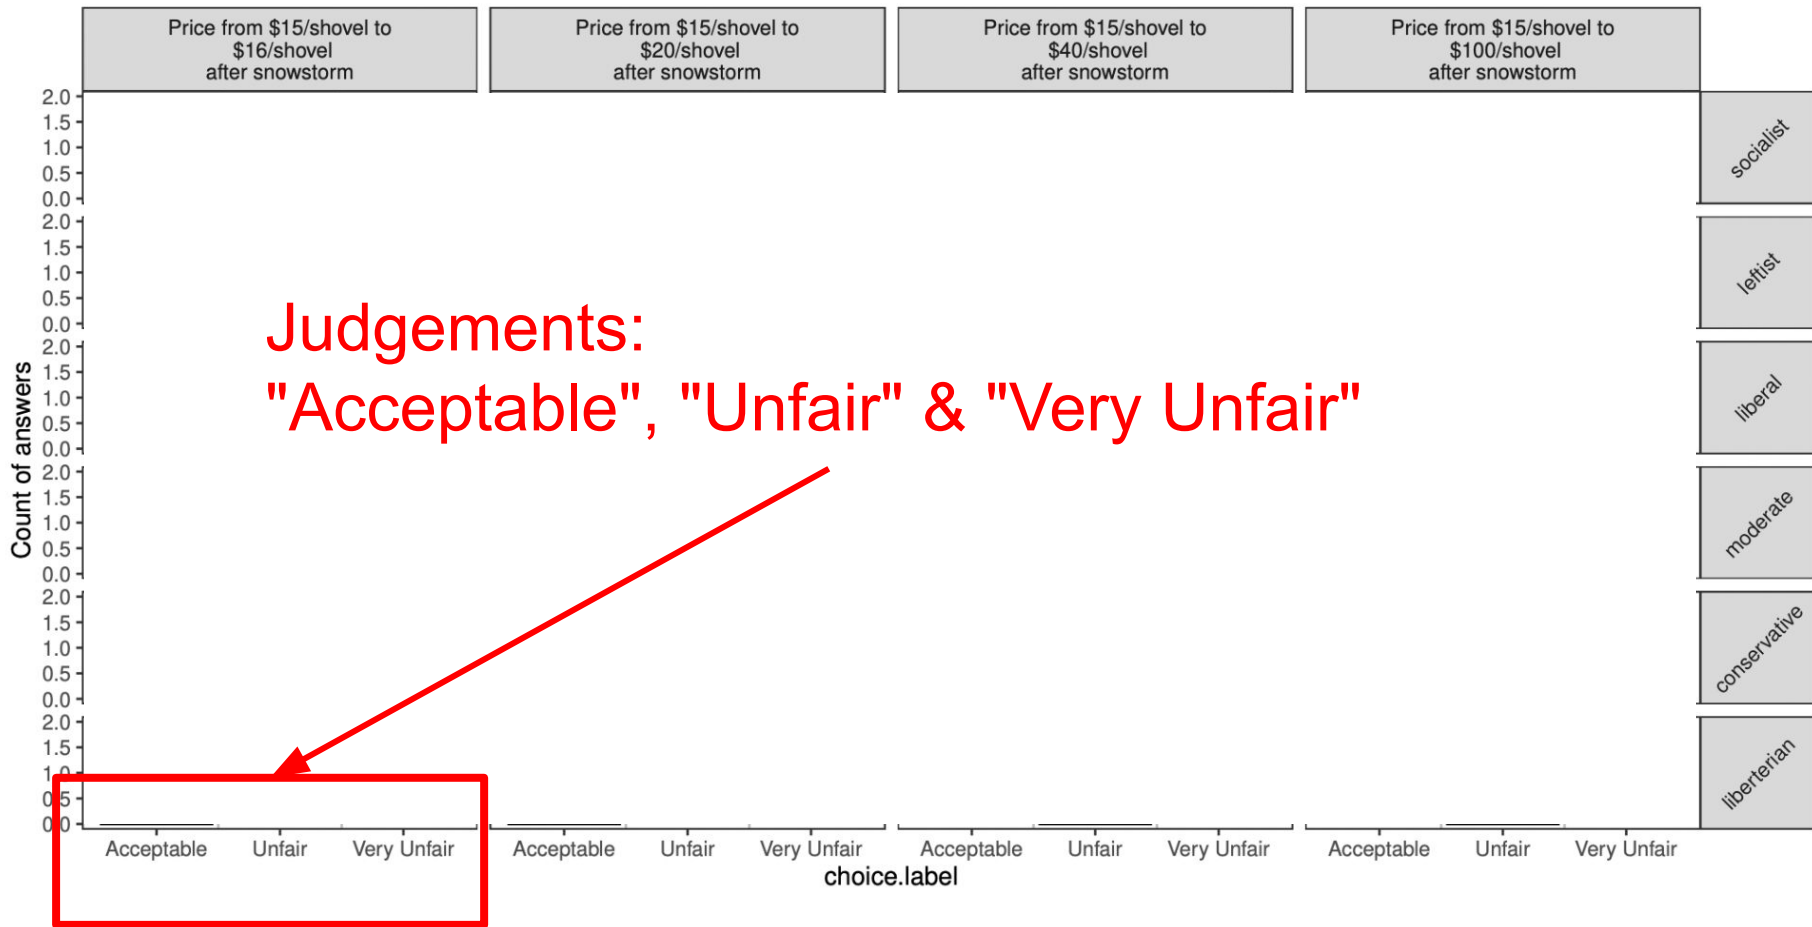 Price from $15/shovel to
$16/shovel
after snowstorm
Price from $15/shovel to
$20/shovel
after snowstorm
Price from $15/shovel to
$40/shovel
after snowstorm
Price from $15/shovel to
$100/shovel
after snowstorm
Count of answers
2.0
1.5
1.0
0.5
0.0
socialist
2.0
1.5
1.0
0.5
0.0
leftist
2.0
1.5
1.0
0.5
0.0
liberal
2.0
1.5
1.0
0.5
0.0
moderate
2.0
1.5
1.0
0.5
0.0
conservative
2.0
1.5
1.0
0.5
0.0
liberterian
Judgements:
"Acceptable", "Unfair" & "Very Unfair"
Acceptable Unfair Very Unfair
Acceptable Unfair Very Unfair
Acceptable Unfair Very Unfair
Acceptable Unfair Very Unfair
choice.label